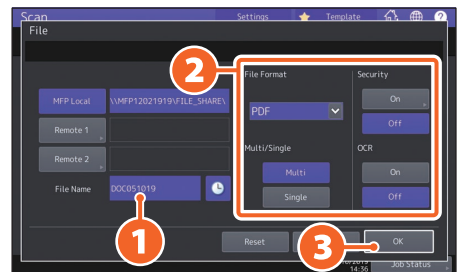 Scan Settings Template
File
2
File Format Security
MFP Local \\MFP12021919\FILE_SHARE\ On
PDF Off
Remote 1
Multi/Single OCR
Remote 2 Multi On
File Name DOC051019 Single Off
1
3
Reset OK
14:36 Job Status